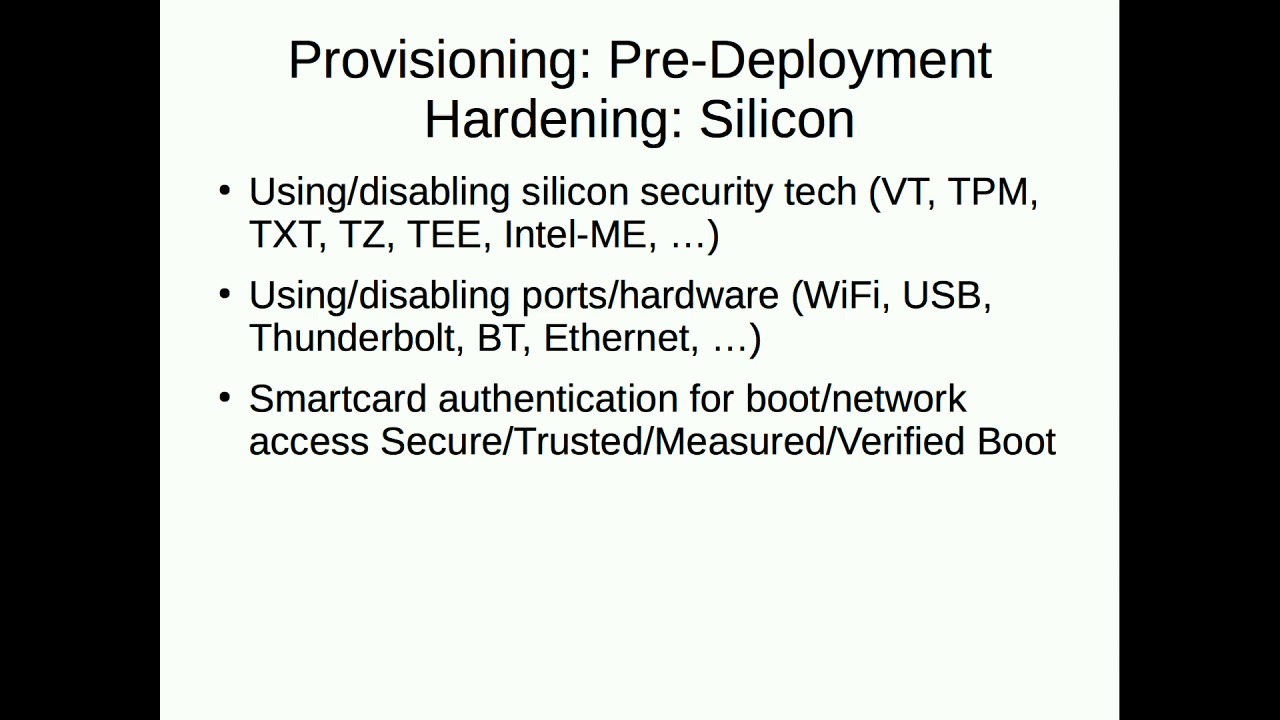 Provisioning: Pre-Deployment
Hardening: Silicon
• Using/disabling silicon security tech (VT, TPM,
TXT, TZ, TEE, Intel-ME, …)
• Using/disabling ports/hardware (WiFi, USB,
Thunderbolt, BT, Ethernet, …)
• Smartcard authentication for boot/network
access Secure/Trusted/Measured/Verified Boot